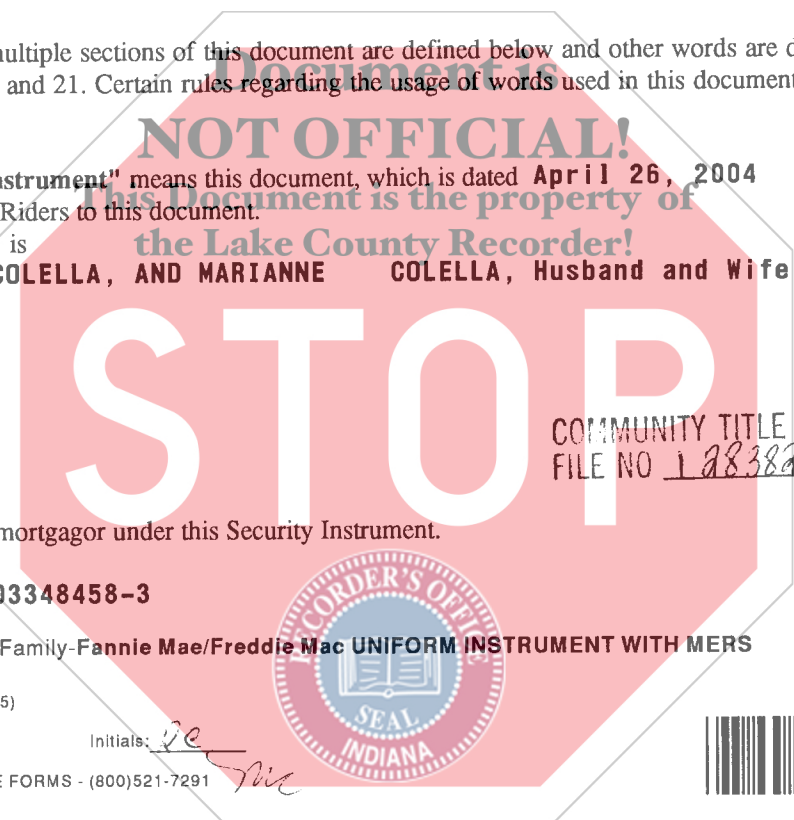 multiple sections of this document are defined below and other words are d
Document is
and 21. Certain rules regarding the usage of words used in this document
NOT OFFICIAL!
nstrument" means this document, which is dated April 26, 2004
This Document is the property of
Riders to this document.
is
the Lake County Recorder!
COLELLA, AND MARIANNE COLELLA, Husband and Wife
STOP
COMMUNITY TITLE
FILE NO L 28382
mortgagor under this Security Instrument.
03348458-3
RECORDER'S OFFICE
Family-Fannie Mae/Freddie Mac UNIFORM INSTRUMENT WITH MERS
5)
SEAL
INDIANA
Initials:
E FORMS - (800)521-7291